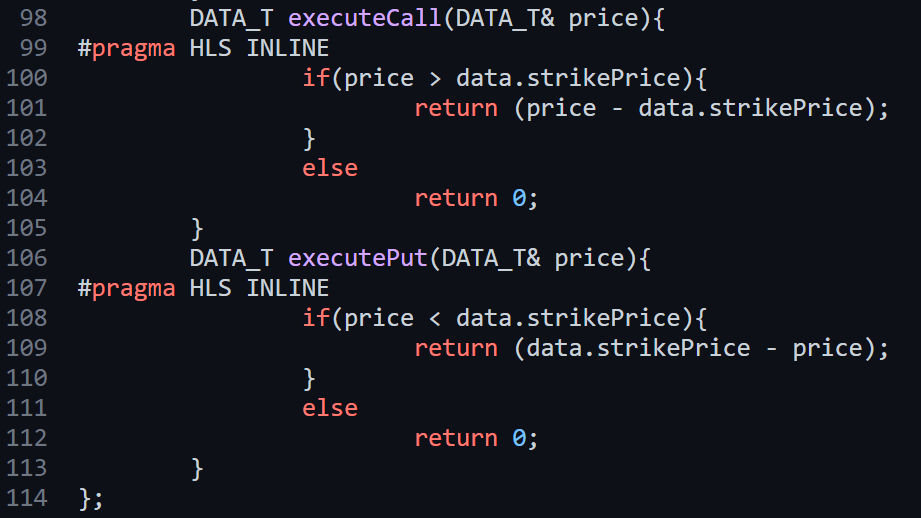 98 DATA_T executeCall(DATA_T& price){
99 #pragma HLS INLINE
100 if(price > data.strikePrice){
101 return (price - data.strikePrice);
102 }
103 else
104 return 0;
105 }
106 DATA_T executePut(DATA_T& price){
107 #pragma HLS INLINE
108 if(price < data.strikePrice){
109 return (data.strikePrice - price);
110 }
111 else
112 return 0;
113 }
114 };